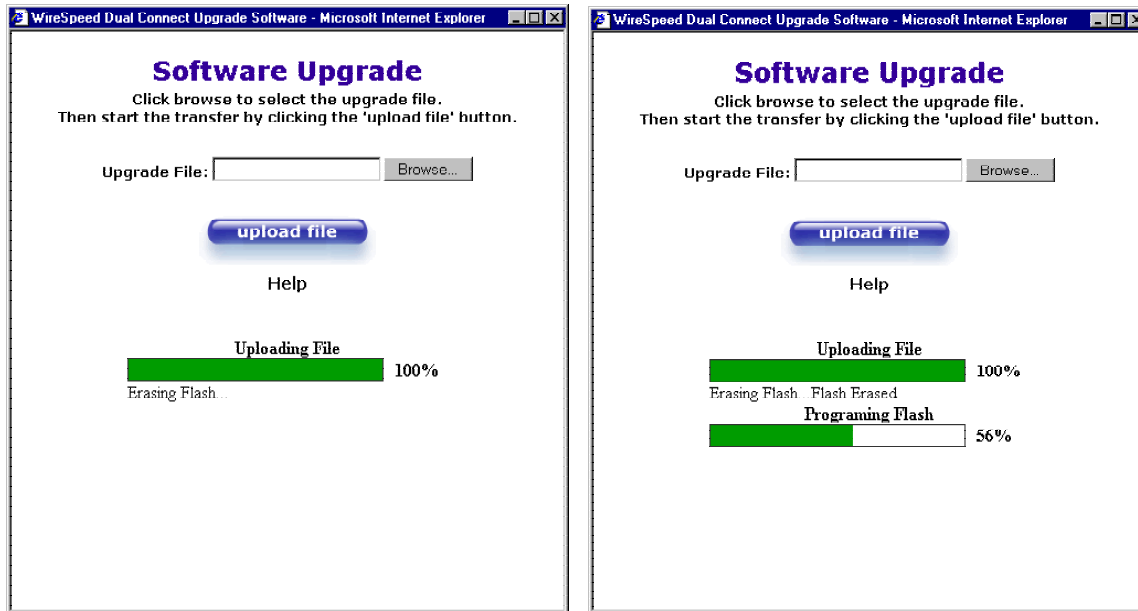 WireSpeed Dual Connect Upgrade Software - Microsoft Internet Explorer
Software Upgrade
Click browse to select the upgrade file.
Then start the transfer by clicking the 'upload file' button.
Upgrade File:
Browse...
upload file
Help
Uploading File
100%
Erasing Flash...
WireSpeed Dual Connect Upgrade Software - Microsoft Internet Explorer
Software Upgrade
Click browse to select the upgrade file.
Then start the transfer by clicking the 'upload file' button.
Upgrade File:
Browse...
upload file
Help
Uploading File
100%
Erasing Flash...Flash Erased
Programing Flash
56%